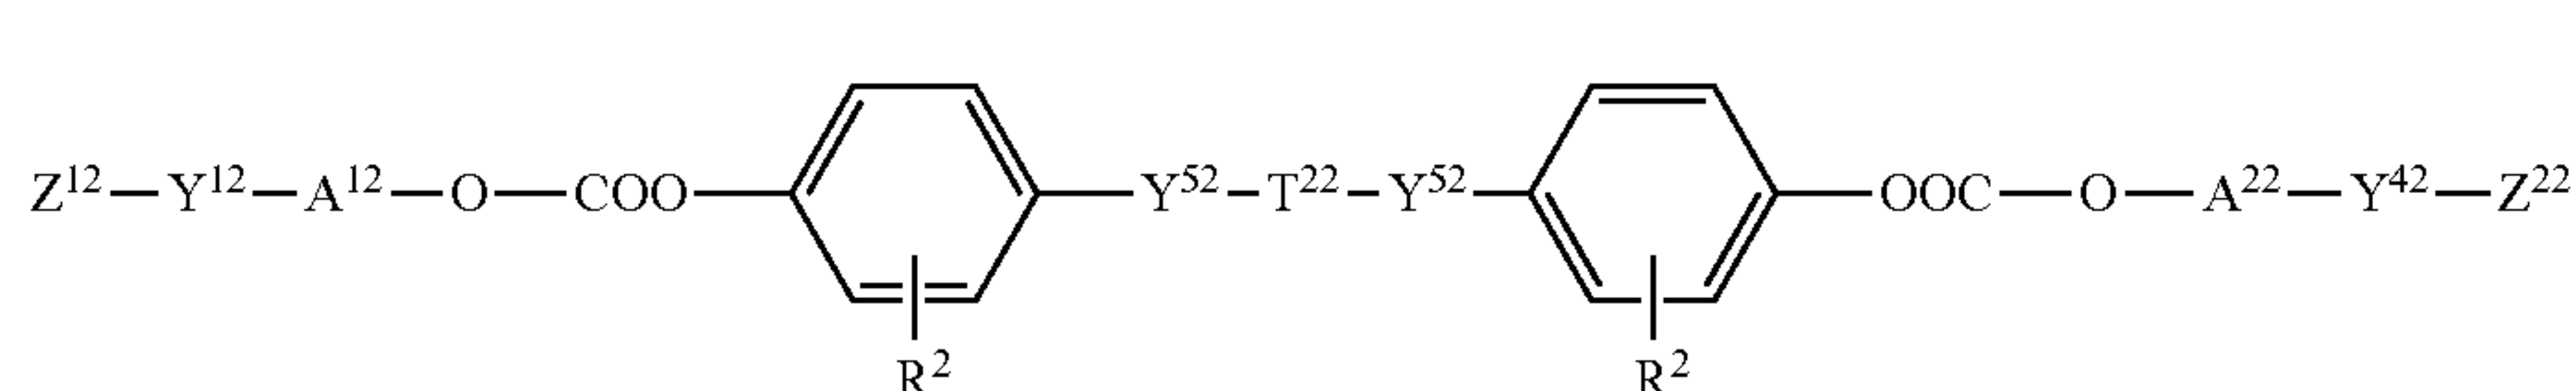 Z¹²—Y¹²—A¹²—O—COO—Y⁵²—T²²—Y⁵²—OOC—O—A²²—Y⁴²—Z²²
R² R²